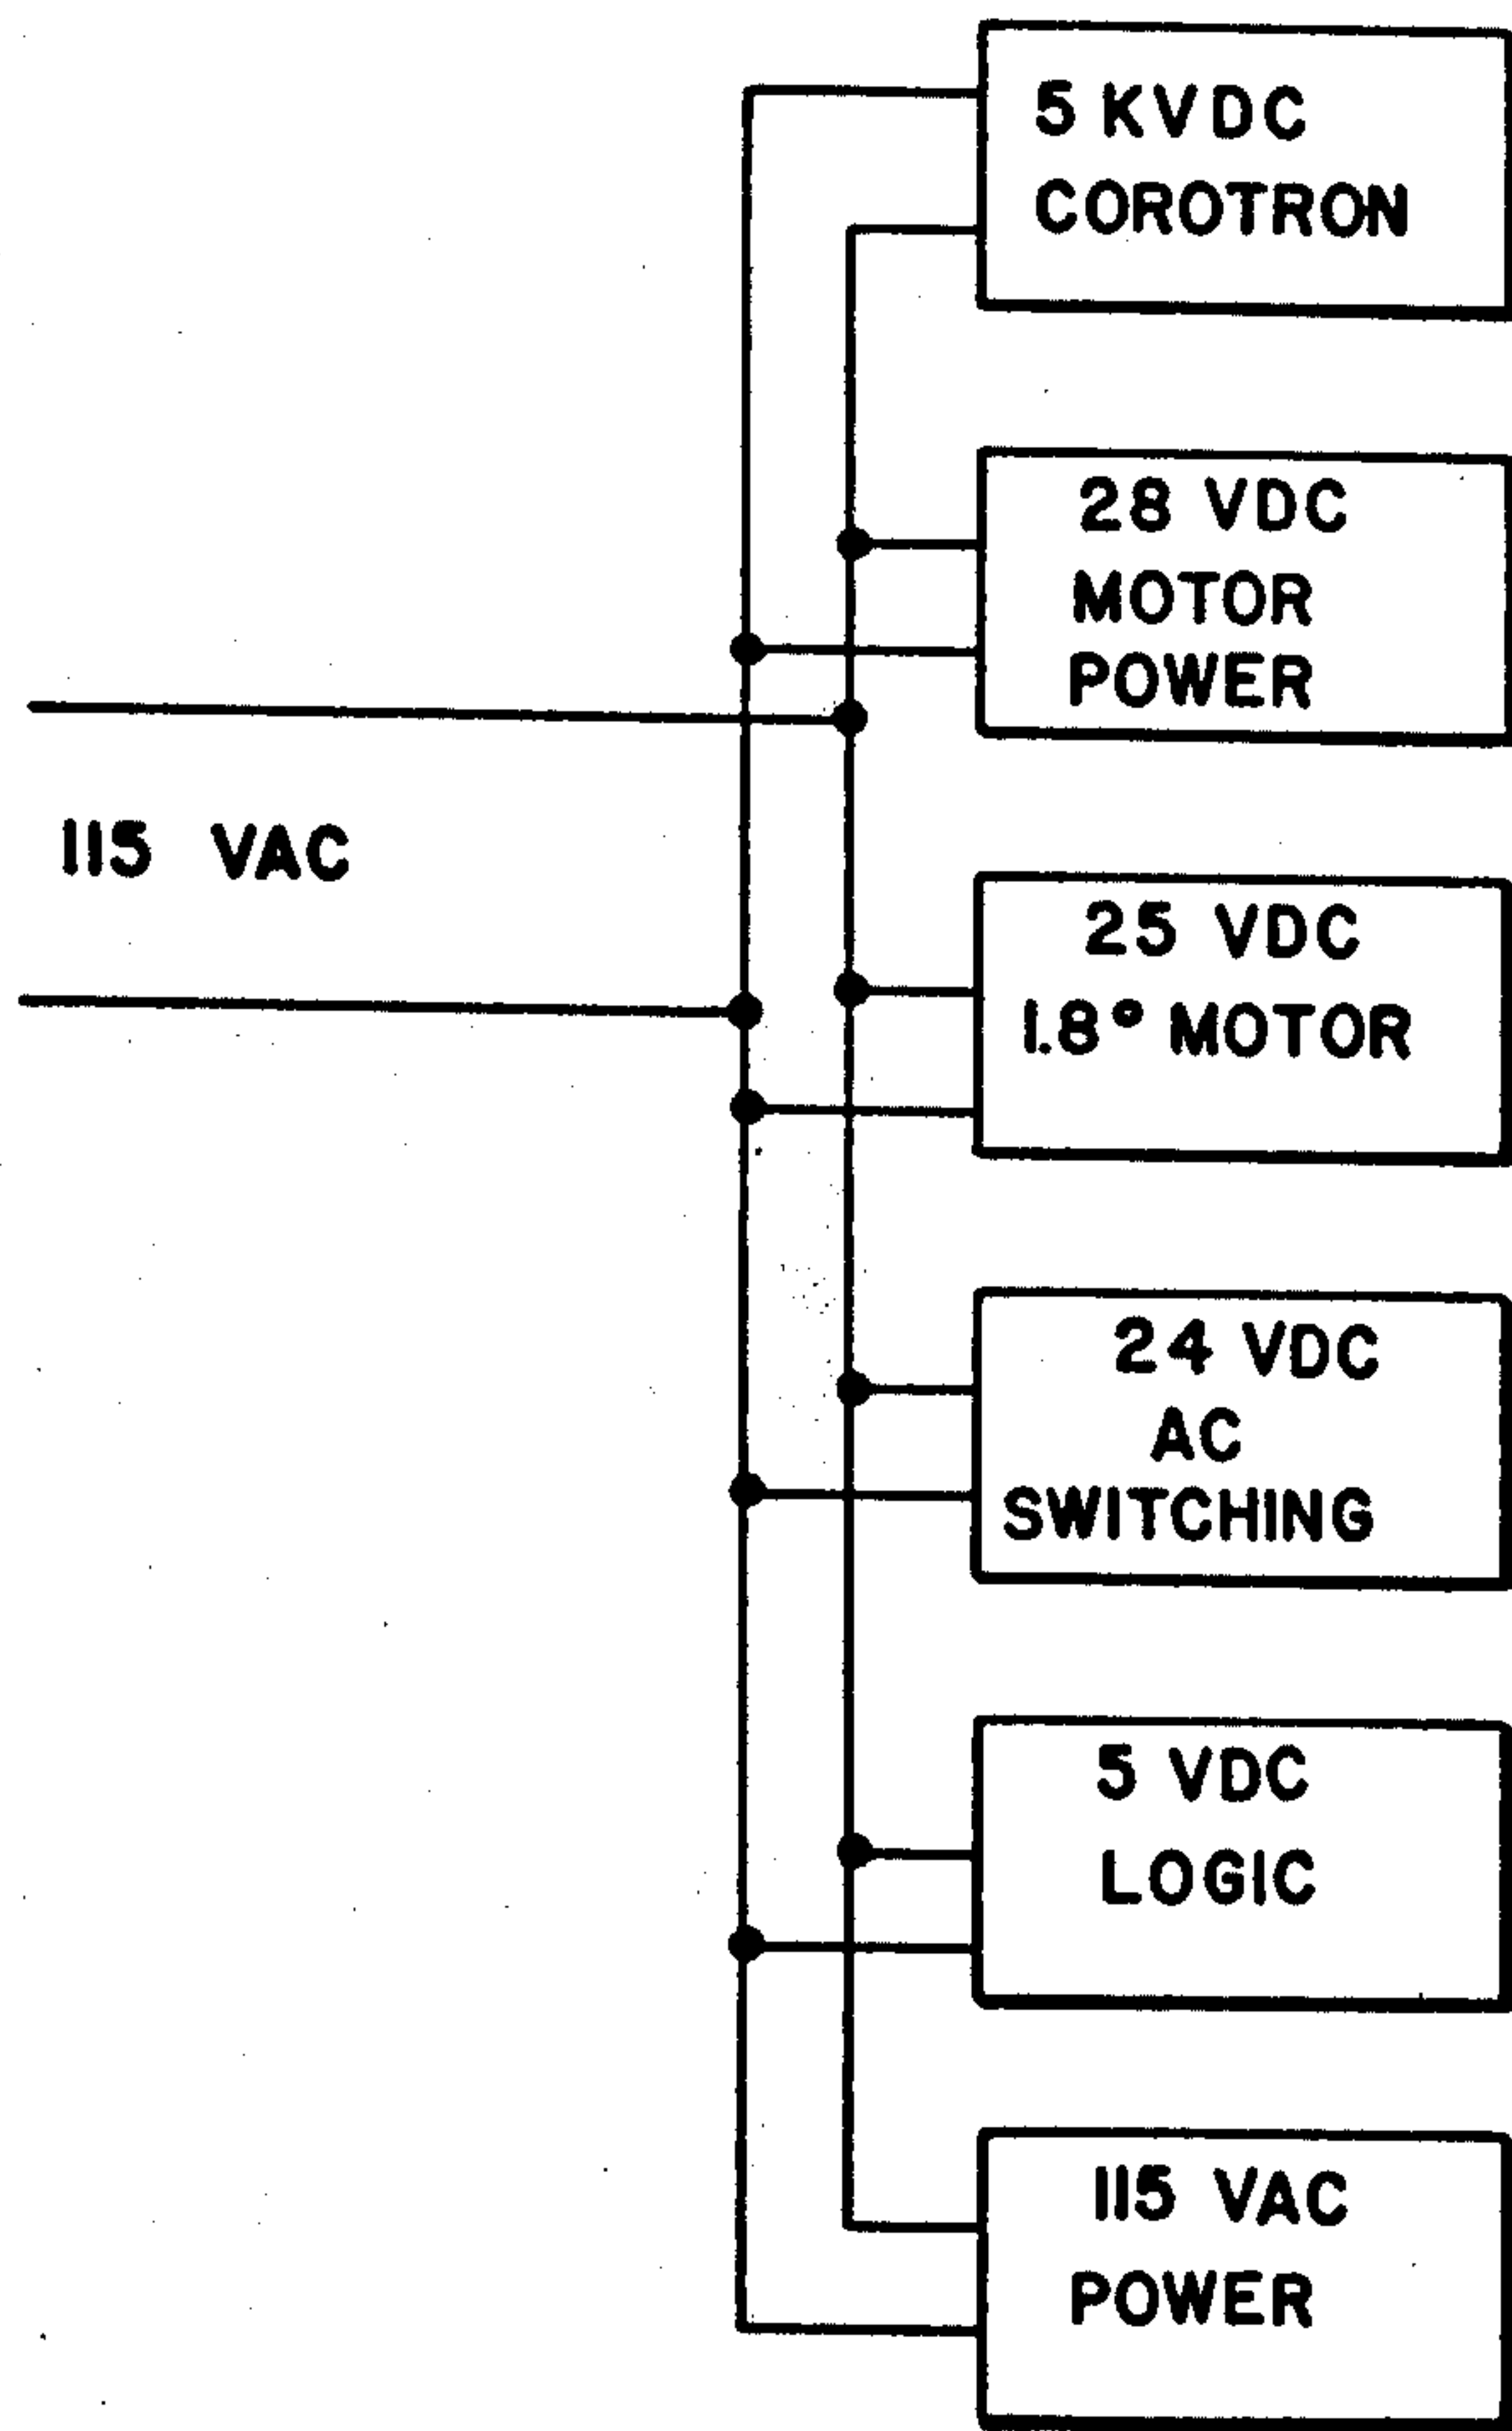 5 KVDC
COROTRON
28 VDC
MOTOR
POWER
115 VAC
25 VDC
1.8° MOTOR
24 VDC
AC
SWITCHING
5 VDC
LOGIC
115 VAC
POWER